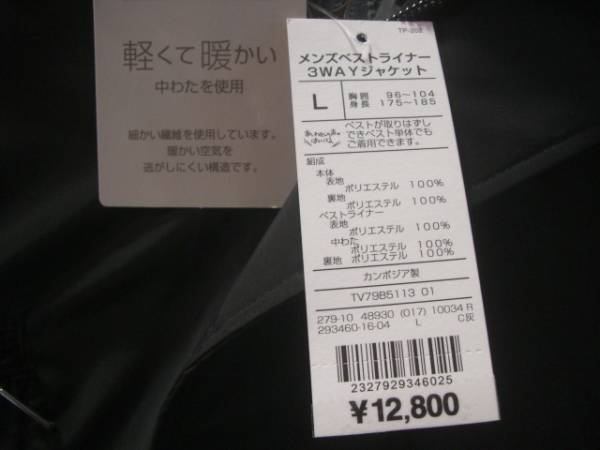 軽くて暖かい
中わたを使用
細かい繊維を使用しています。
暖かい空気を
逃がしにくい構造です。
TP-202
メンズベストライナー
3WAYジャケット
L 胸囲 96～104
身長 175～185
ベストが取りはずし
できベスト単体でも
ご着用できます。
組成
本体
表地
ポリエステル 100%
裏地
ポリエステル 100%
ベストライナー
表地
ポリエステル 100%
中わた
ポリエステル 100%
裏地 ポリエステル 100%
カンボジア製
TV79B5113 01
279-10 48930 (017) 10034 R
293460-16-04 L C灰
2327929346025
¥12,800